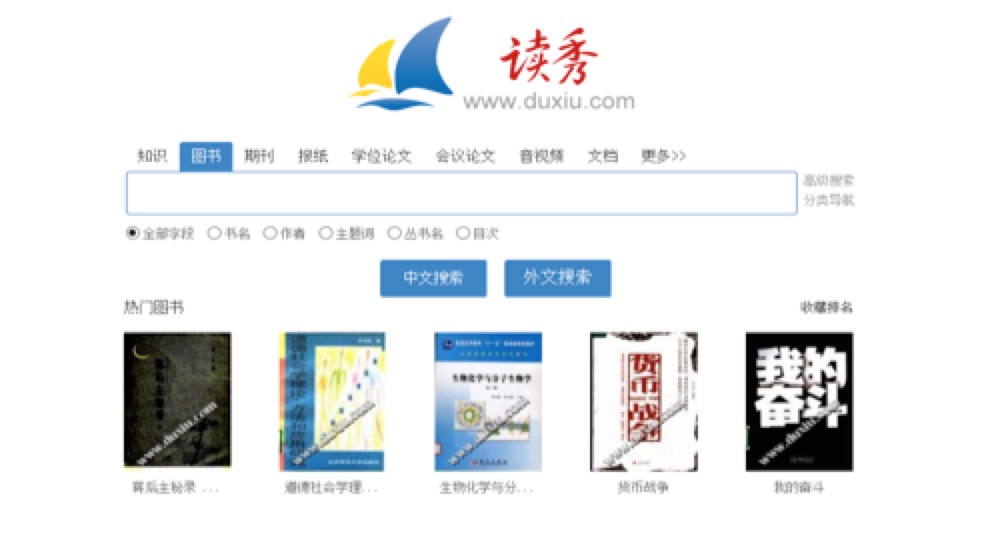 读秀
www.duxiu.com
知识 图书 期刊 报纸 学位论文 会议论文 音视频 文档 更多>>
高级搜索
分类导航
全部字段 书名 作者 主题词 丛书名 目次
中文搜索 外文搜索
热门图书 收藏排名
生物化学与分子生物学
货币战争
我的奋斗
www.duxiu.com
www.duxiu.com
www.duxiu.com
www.duxiu.com
www.duxiu.com
后主秘录 ... 道德社会学理... 生物化学与分... 货币战争 我的奋斗